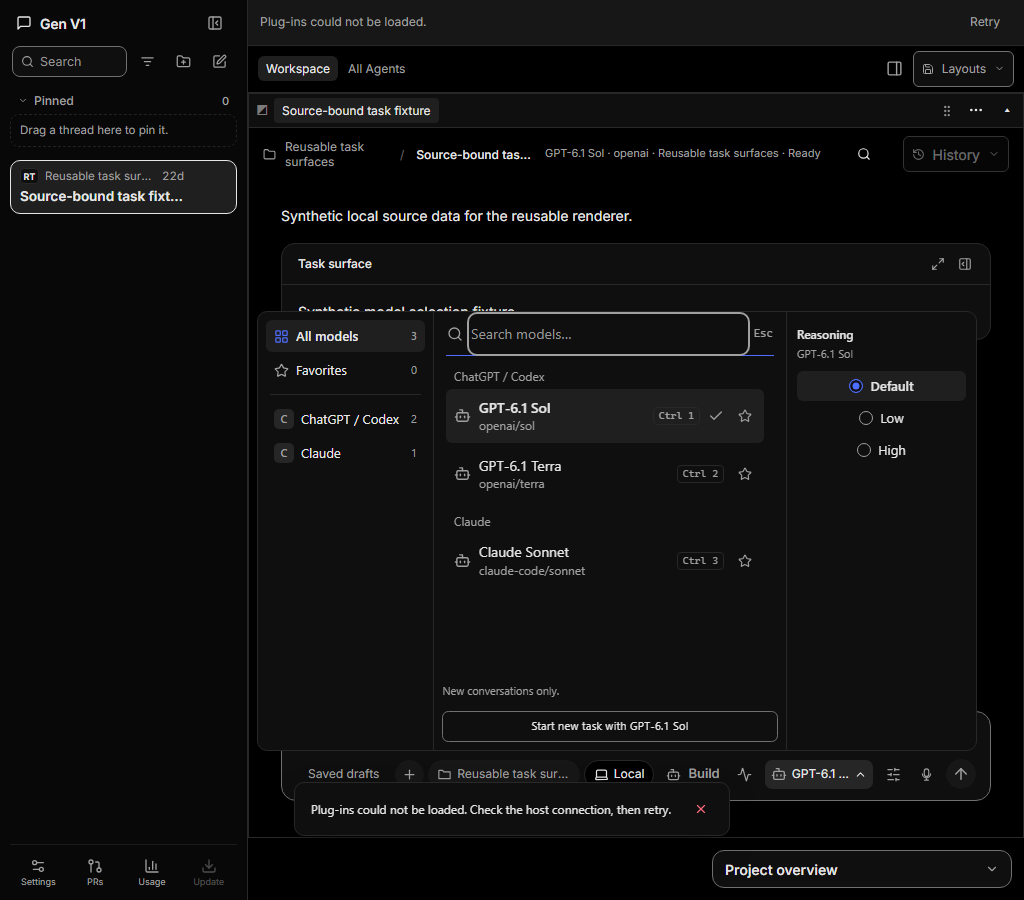 Gen V1
Search
Pinned
0
Drag a thread here to pin it.
RT
Reusable task sur...
22d
Source-bound task fixt...
Settings
PRs
Usage
Update
Plug-ins could not be loaded.
Retry
Workspace
All Agents
Layouts
Source-bound task fixture
Reusable task
surfaces
/
Source-bound tas...
GPT-6.1 Sol · openai · Reusable task surfaces · Ready
History
Synthetic local source data for the reusable renderer.
Task surface
Synthetic model selection fixture
All models
3
Favorites
0
C
ChatGPT / Codex
2
C
Claude
1
Search models...
Esc
ChatGPT / Codex
GPT-6.1 Sol
openai/sol
Ctrl 1
GPT-6.1 Terra
openai/terra
Ctrl 2
Claude
Claude Sonnet
claude-code/sonnet
Ctrl 3
New conversations only.
Start new task with GPT-6.1 Sol
Reasoning
GPT-6.1 Sol
Default
Low
High
Saved drafts
Reusable task sur...
Local
Build
GPT-6.1 ...
Plug-ins could not be loaded. Check the host connection, then retry.
Project overview